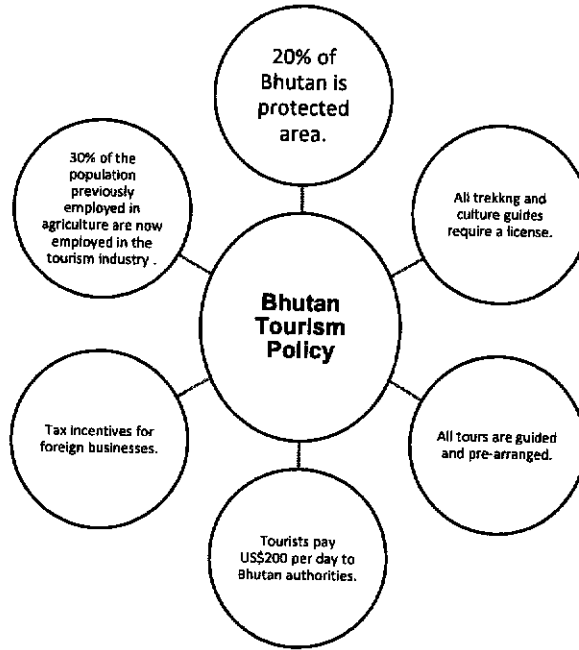 20% of
Bhutan is
protected
area.
All trekkng and
culture guides
require a license.
All tours are guided
and pre-arranged.
Tourists pay
US$200 per day to
Bhutan authorities.
Tax incentives for
foreign businesses.
30% of the
population
previously
employed in
agriculture are now
employed in the
tourism industry .
Bhutan
Tourism
Policy